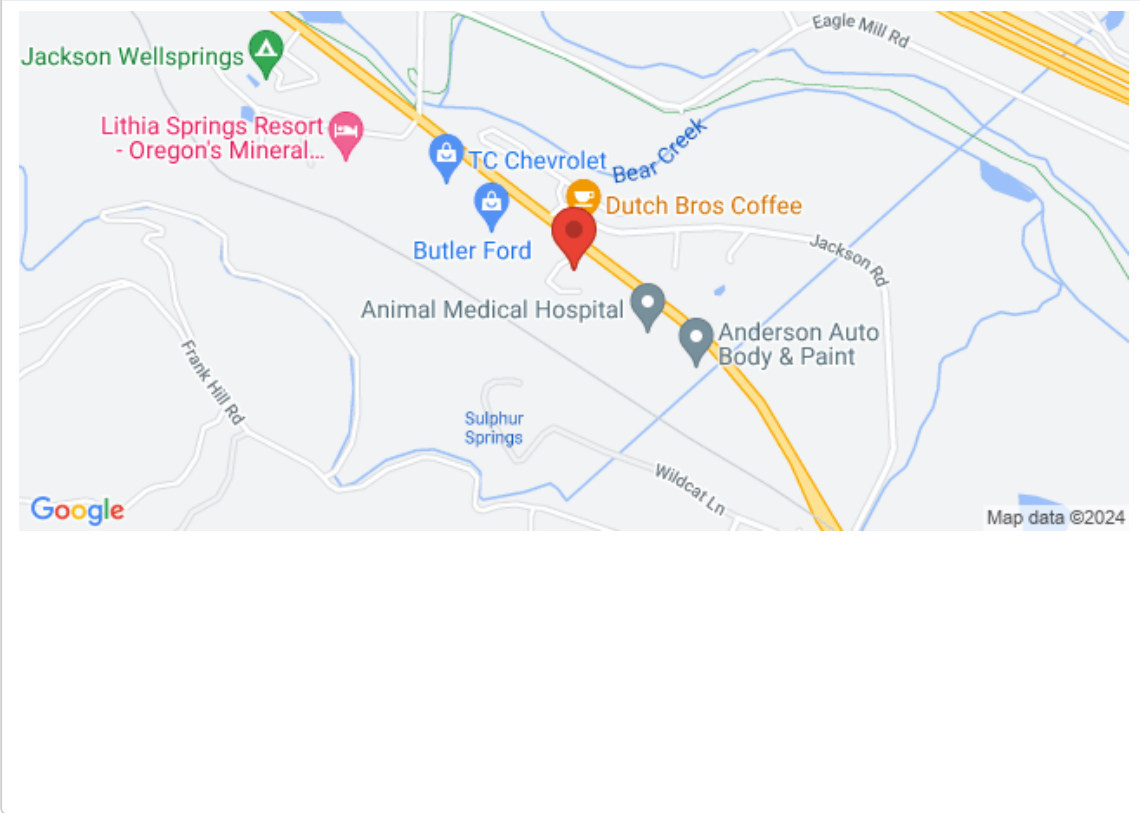 Eagle Mill Rd
Jackson Wellsprings
Lithia Springs Resort
- Oregon's Mineral...
TC Chevrolet
Bear Creek
Dutch Bros Coffee
Butler Ford
Jackson Rd
Animal Medical Hospital
Anderson Auto
Body & Paint
Frank Hill Rd
Sulphur
Springs
Wildcat Ln
Google
Map data ©2024